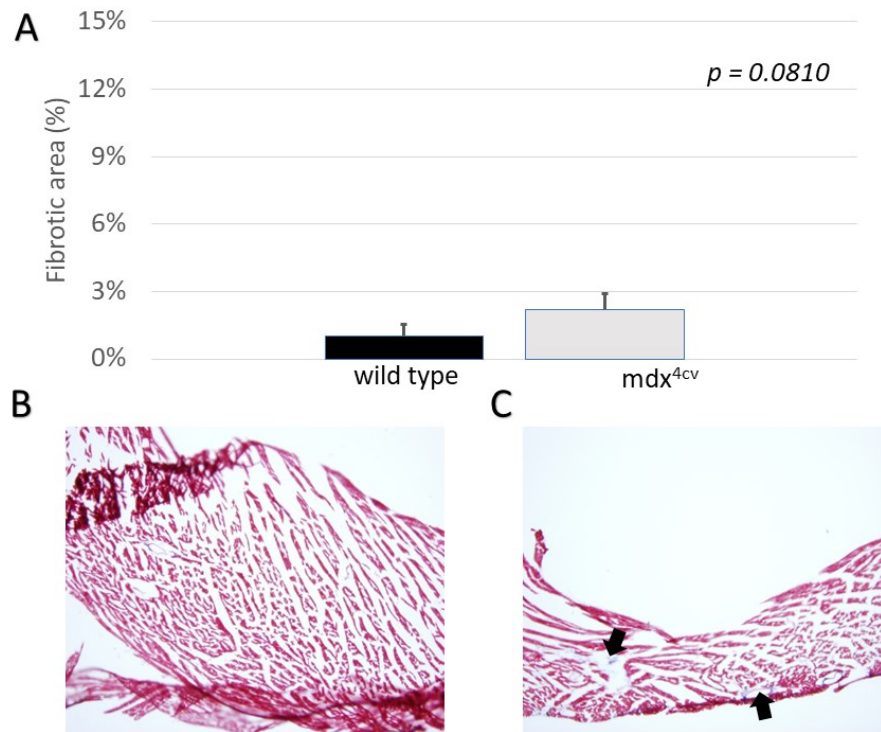 A
15%
p = 0.0810
12%
9%
6%
3%
0%
Fibrotic area (%)
wild type
mdx⁴ᶜᵛ
B
C